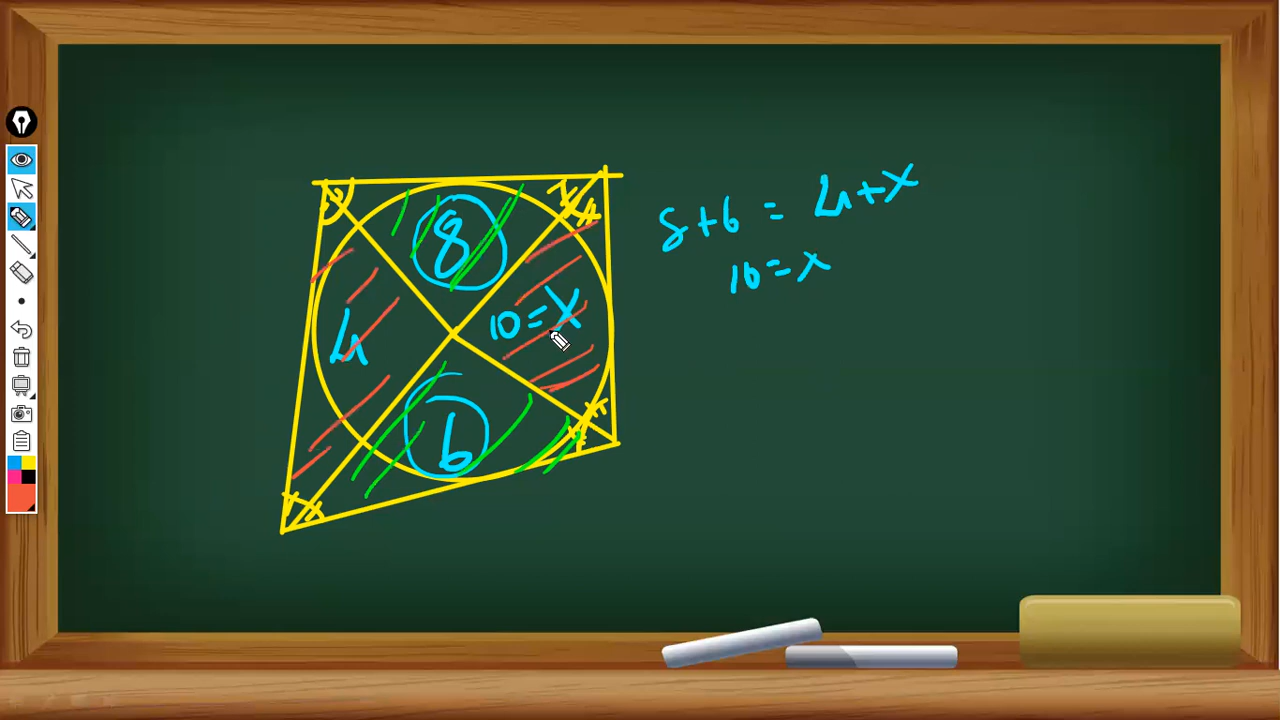 8
8+6 = 4+x
10=x
10=x
4
6